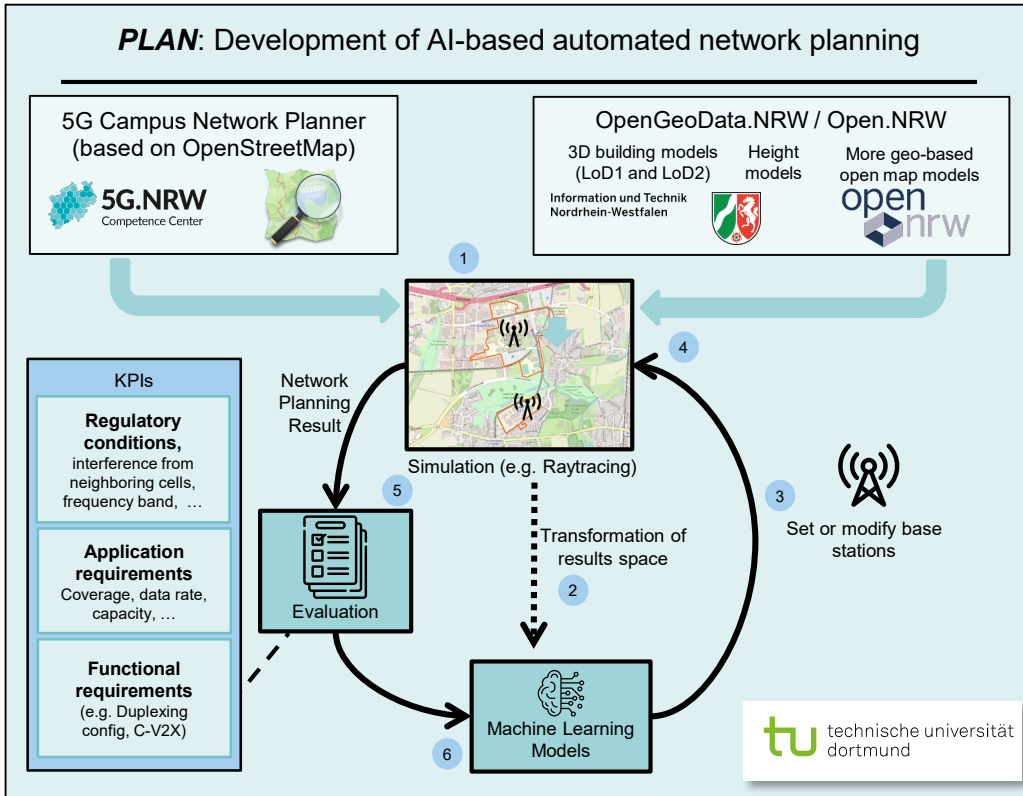 PLAN: Development of AI-based automated network planning
5G Campus Network Planner
(based on OpenStreetMap)
5G.NRW
Competence Center
OpenGeoData.NRW / Open.NRW
3D building models
(LoD1 and LoD2)
Height
models
More geo-based
open map models
Information und Technik
Nordrhein-Westfalen
open
nrw
1
4
KPIs
Regulatory
conditions,
interference from
neighboring cells,
frequency band, …
Application
requirements
Coverage, data rate,
capacity, …
Functional
requirements
(e.g. Duplexing
config, C-V2X)
Network
Planning
Result
Simulation (e.g. Raytracing)
5
3
Set or modify base
stations
Transformation of
results space
2
Evaluation
6
Machine Learning
Models
tu technische universität
dortmund